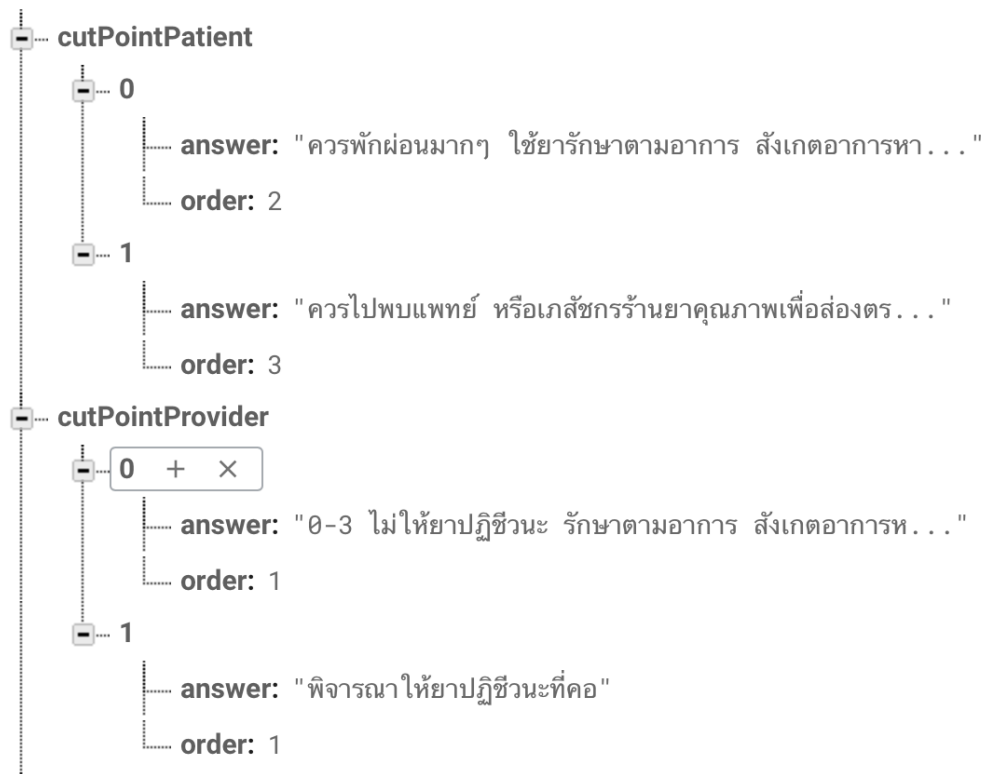 cutPointPatient
0
answer: "ควรพักผ่อนมากๆ ใช้ยารักษาตามอาการ สังเกตอาการหา..."
order: 2
1
answer: "ควรไปพบแพทย์ หรือเภสัชกรร้านยาคุณภาพเพื่อส่องตร..."
order: 3
cutPointProvider
0 + ×
answer: "0-3 ไม่ให้ยาปฏิชีวนะ รักษาตามอาการ สังเกตอาการห..."
order: 1
1
answer: "พิจารณาให้ยาปฏิชีวนะที่คอ"
order: 1